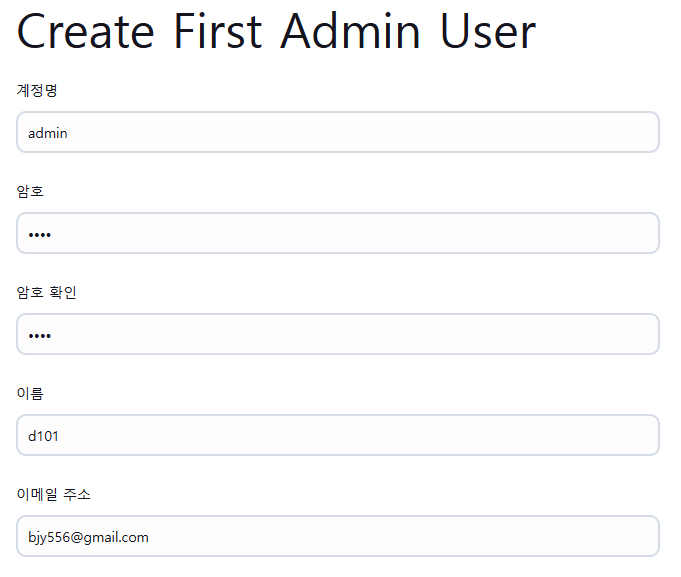 Create First Admin User
계정명
admin
암호
••••
암호 확인
••••
이름
d101
이메일 주소
bjy556@gmail.com